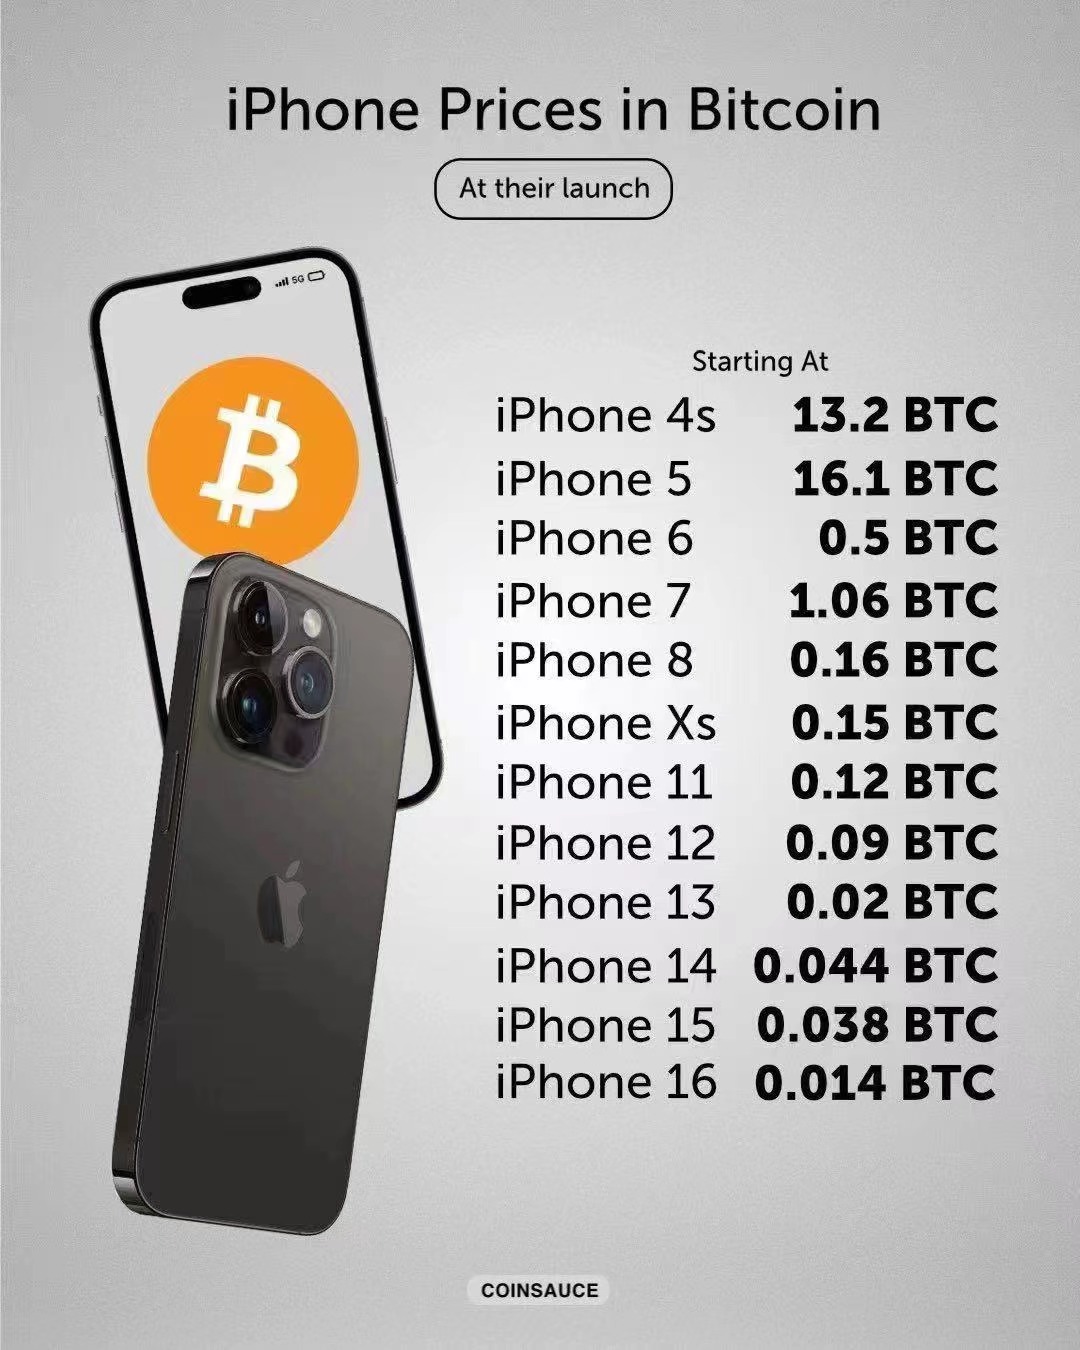 iPhone Prices in Bitcoin
At their launch
5G
Starting At
iPhone 4s 13.2 BTC
iPhone 5 16.1 BTC
iPhone 6 0.5 BTC
iPhone 7 1.06 BTC
iPhone 8 0.16 BTC
iPhone Xs 0.15 BTC
iPhone 11 0.12 BTC
iPhone 12 0.09 BTC
iPhone 13 0.02 BTC
iPhone 14 0.044 BTC
iPhone 15 0.038 BTC
iPhone 16 0.014 BTC
COINSAUCE